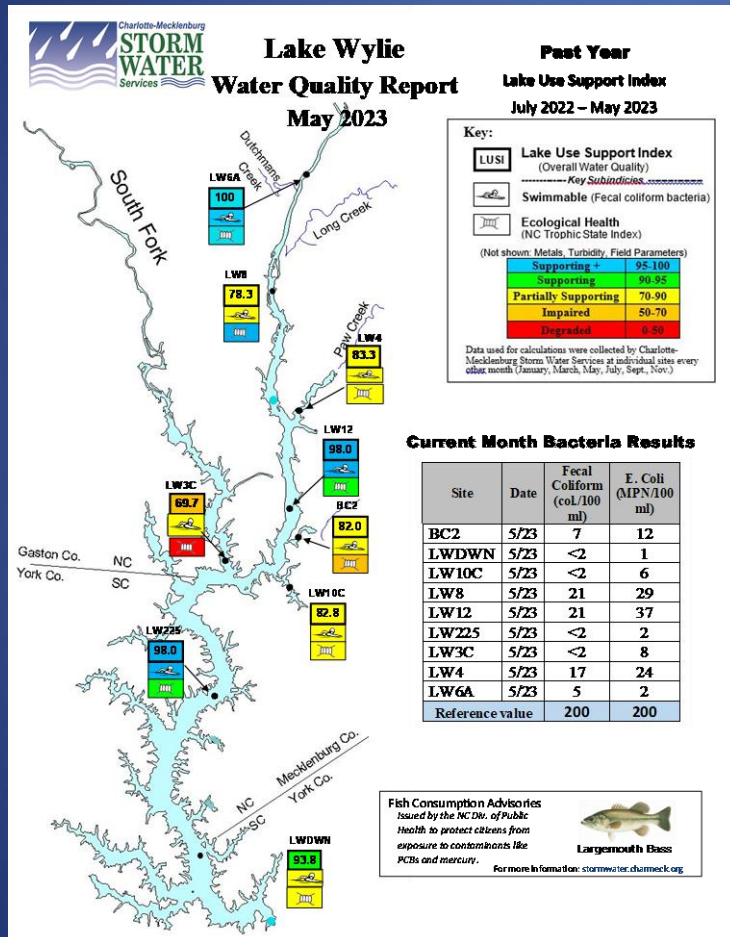 Charlotte-Mecklenburg
STORM
WATER
Services
Lake Wylie
Water Quality Report
May 2023
Past Year
Lake Use Support Index
July 2022 – May 2023
Key:
LUSI
Lake Use Support Index
(Overall Water Quality)
Key Subindicies
Swimmable (Fecal coliform bacteria)
Ecological Health
(NC Trophic State Index)
(Not shown: Metals, Turbidity, Field Parameters)
Supporting + 95-100
Supporting 90-95
Partially Supporting 70-90
Impaired 50-70
Degraded 0-50
Data used for calculations were collected by Charlotte-
Mecklenburg Storm Water Services at individual sites every
other month (January, March, May, July, Sept., Nov.)
Dutchmans
Creek
LW6A
100
South Fork
Long Creek
LW8
78.3
Paw Creek
LW4
83.3
LW12
98.0
LW3C
69.7
BC2
82.0
Gaston Co. NC
York Co. SC
LW10C
82.8
LW225
98.0
NC Mecklenburg Co.
SC York Co.
LWDWN
93.8
Current Month Bacteria Results
Site Date Fecal Coliform (col./100 ml) E. Coli (MPN/100 ml)
BC2 5/23 7 12
LWDWN 5/23 <2 1
LW10C 5/23 <2 6
LW8 5/23 21 29
LW12 5/23 21 37
LW225 5/23 <2 2
LW3C 5/23 <2 8
LW4 5/23 17 24
LW6A 5/23 5 2
Reference value 200 200
Fish Consumption Advisories
Issued by the NC Div. of Public
Health to protect citizens from
exposure to contaminants like
PCBs and mercury.
Largemouth Bass
For more information: stormwater.charmeck.org